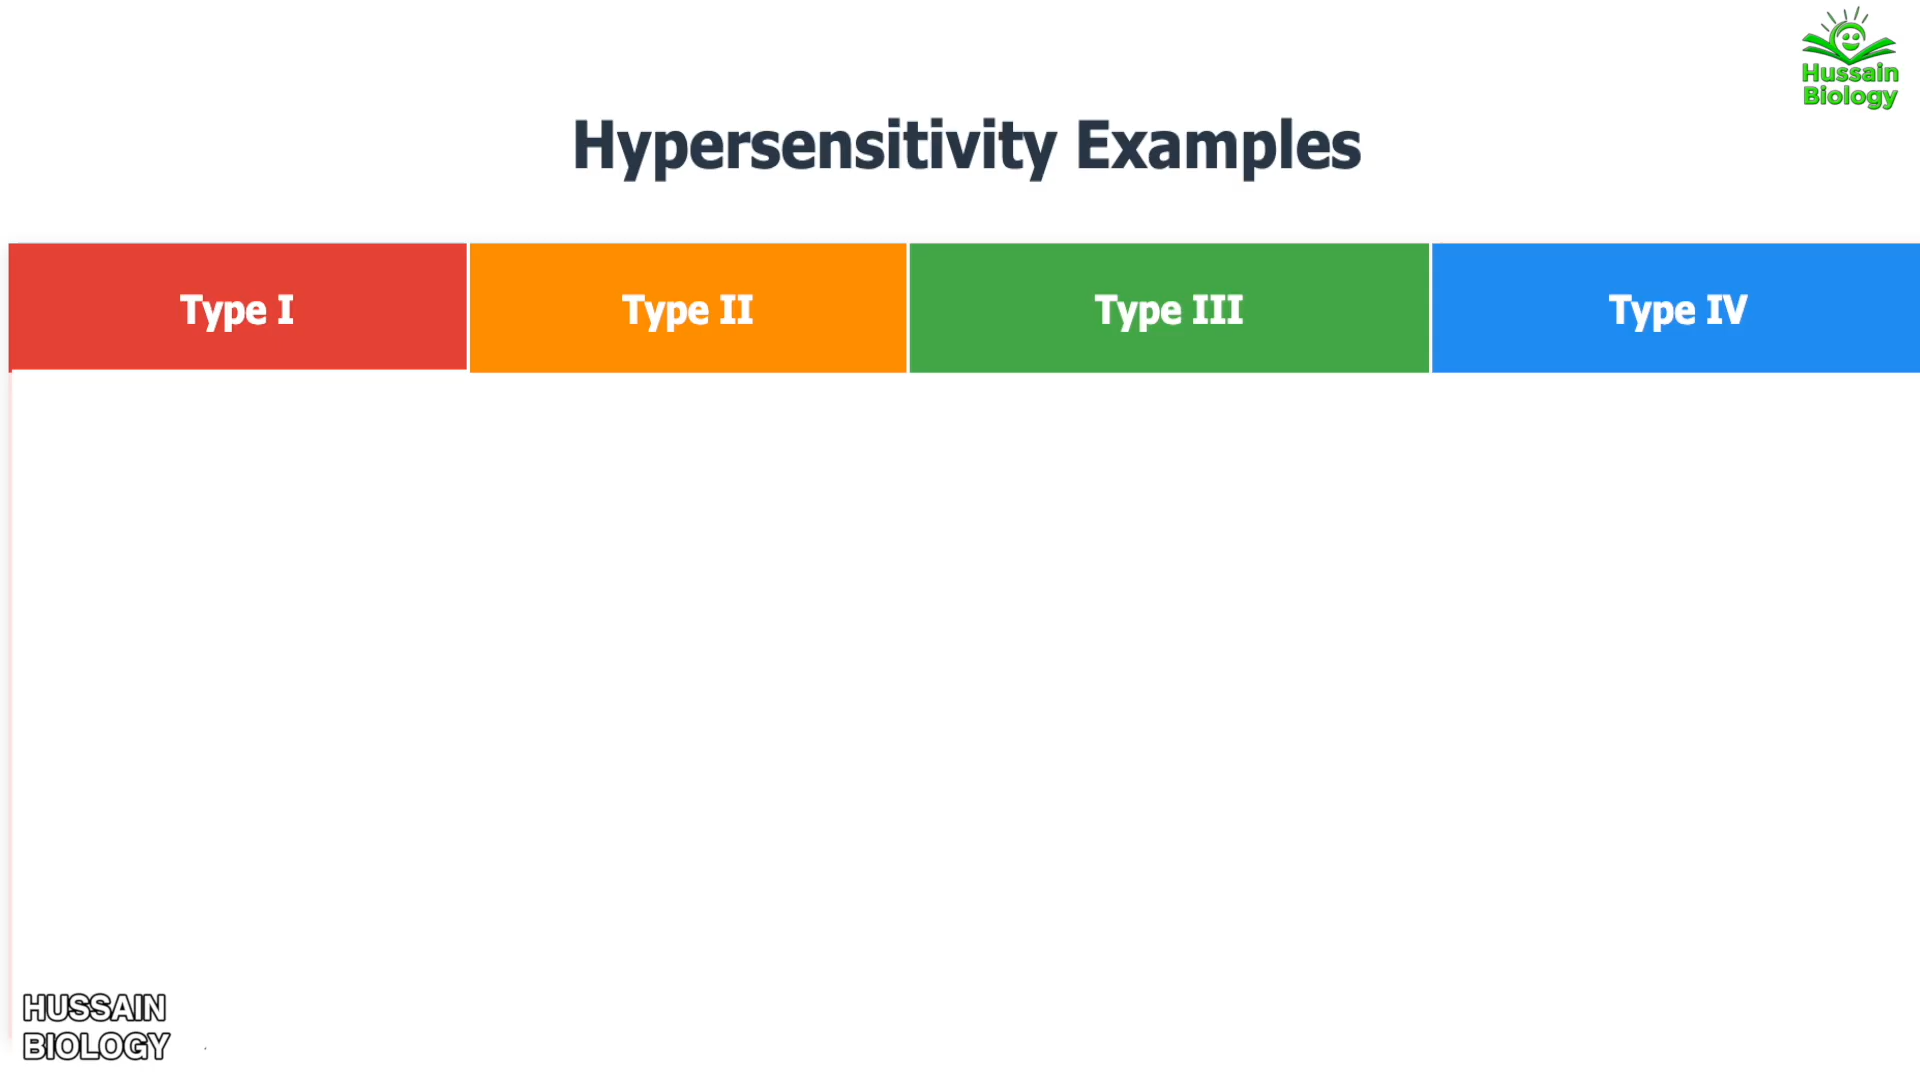 Hussain
Biology
Hypersensitivity Examples
Type I
Type II
Type III
Type IV
HUSSAIN
BIOLOGY